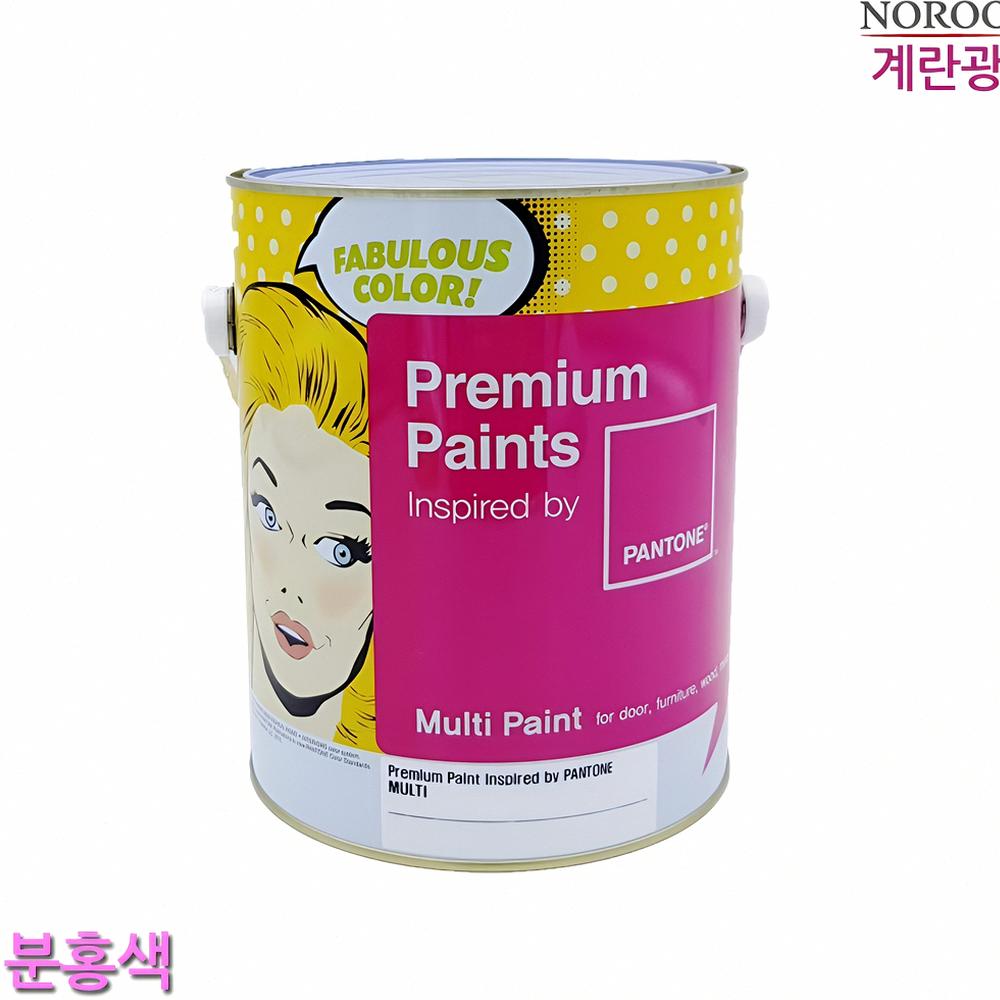 NOROO
계란광
FABULOUS
COLOR!
Premium
Paints
Inspired by
PANTONE®
Multi Paint for door, furniture, wood,
Premium Paint Inspired by PANTONE
MULTI
분홍색